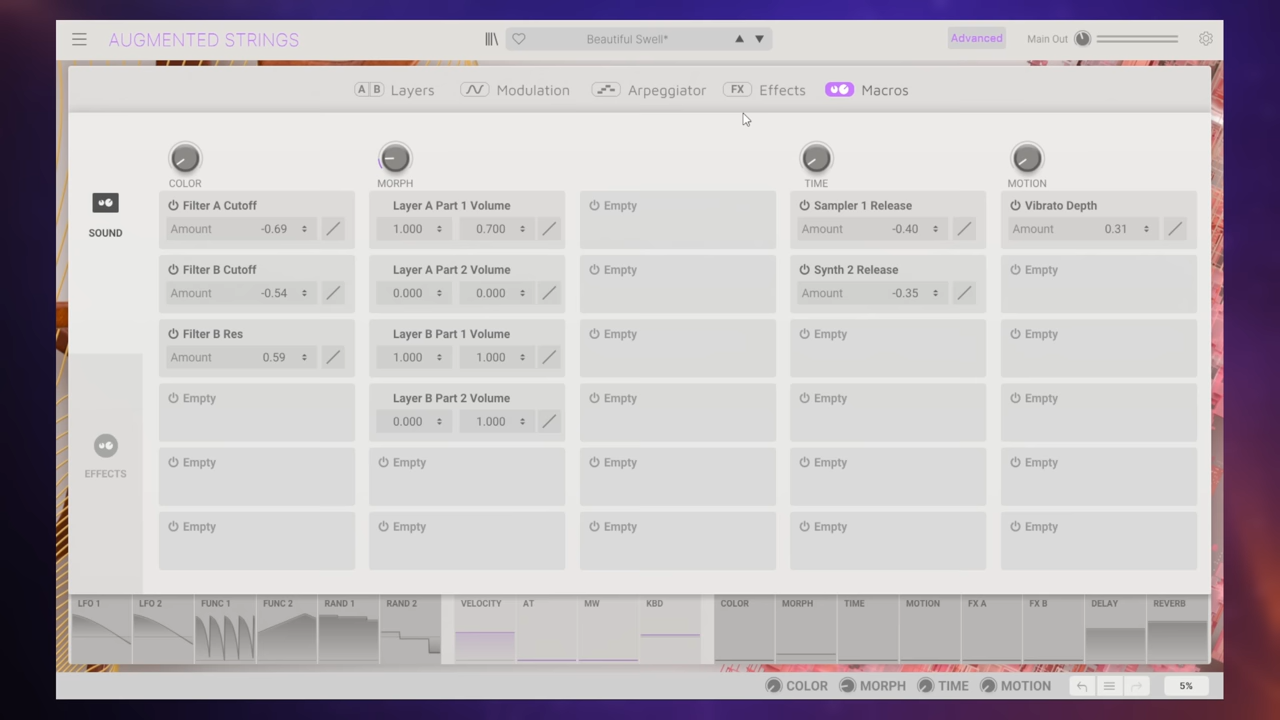 AUGMENTED STRINGS
Beautiful Swell*
Advanced
Main Out
A B Layers
Modulation
Arpeggiator
FX Effects
Macros
COLOR
MORPH
TIME
MOTION
SOUND
EFFECTS
Filter A Cutoff
Amount -0.69
Filter B Cutoff
Amount -0.54
Filter B Res
Amount 0.59
Empty
Empty
Empty
Layer A Part 1 Volume
1.000 0.700
Layer A Part 2 Volume
0.000 0.000
Layer B Part 1 Volume
1.000 1.000
Layer B Part 2 Volume
0.000 1.000
Empty
Empty
Empty
Empty
Empty
Empty
Empty
Empty
Sampler 1 Release
Amount -0.40
Synth 2 Release
Amount -0.35
Empty
Empty
Empty
Empty
Vibrato Depth
Amount 0.31
Empty
Empty
Empty
Empty
Empty
LFO 1
LFO 2
FUNC 1
FUNC 2
RAND 1
RAND 2
VELOCITY
AT
MW
KBD
COLOR
MORPH
TIME
MOTION
FX A
FX B
DELAY
REVERB
COLOR
MORPH
TIME
MOTION
5%